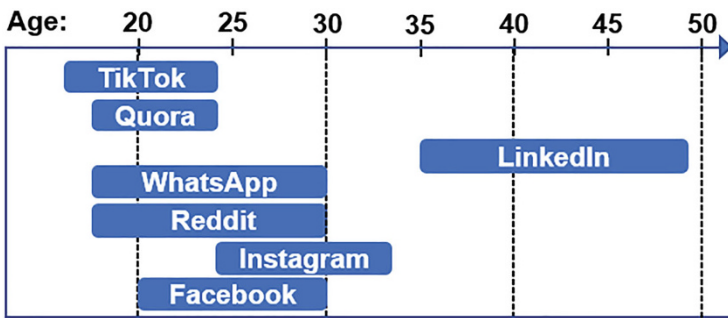 Age: 20 25 30 35 40 45 50
TikTok
Quora
LinkedIn
WhatsApp
Reddit
Instagram
Facebook